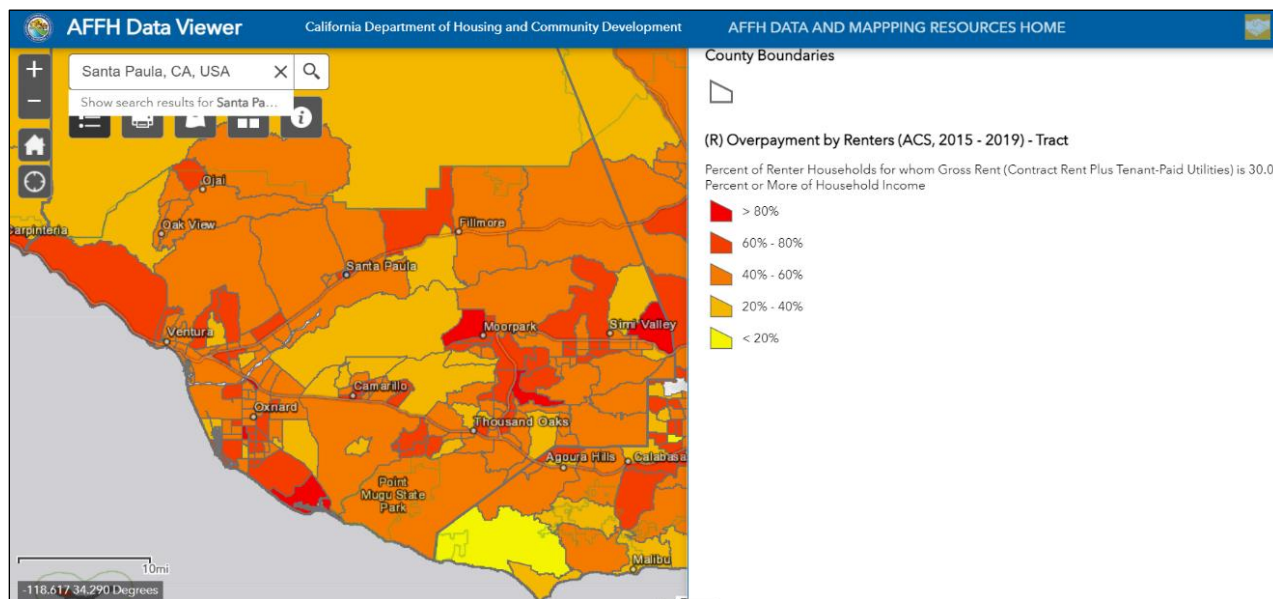 AFFH Data Viewer
California Department of Housing and Community Development
AFFH DATA AND MAPPPING RESOURCES HOME
+
Santa Paula, CA, USA
Show search results for Santa Pa...
−
Ojai
Oak View
Carpinteria
Fillmore
Santa Paula
Ventura
Moorpark
Simi Valley
Camarillo
Oxnard
Thousand Oaks
Agoura Hills
Calabasa
Point
Mugu State
Park
Malibu
10mi
-118.617 34.290 Degrees
County Boundaries
(R) Overpayment by Renters (ACS, 2015 - 2019) - Tract
Percent of Renter Households for whom Gross Rent (Contract Rent Plus Tenant-Paid Utilities) is 30.0
Percent or More of Household Income
> 80%
60% - 80%
40% - 60%
20% - 40%
< 20%